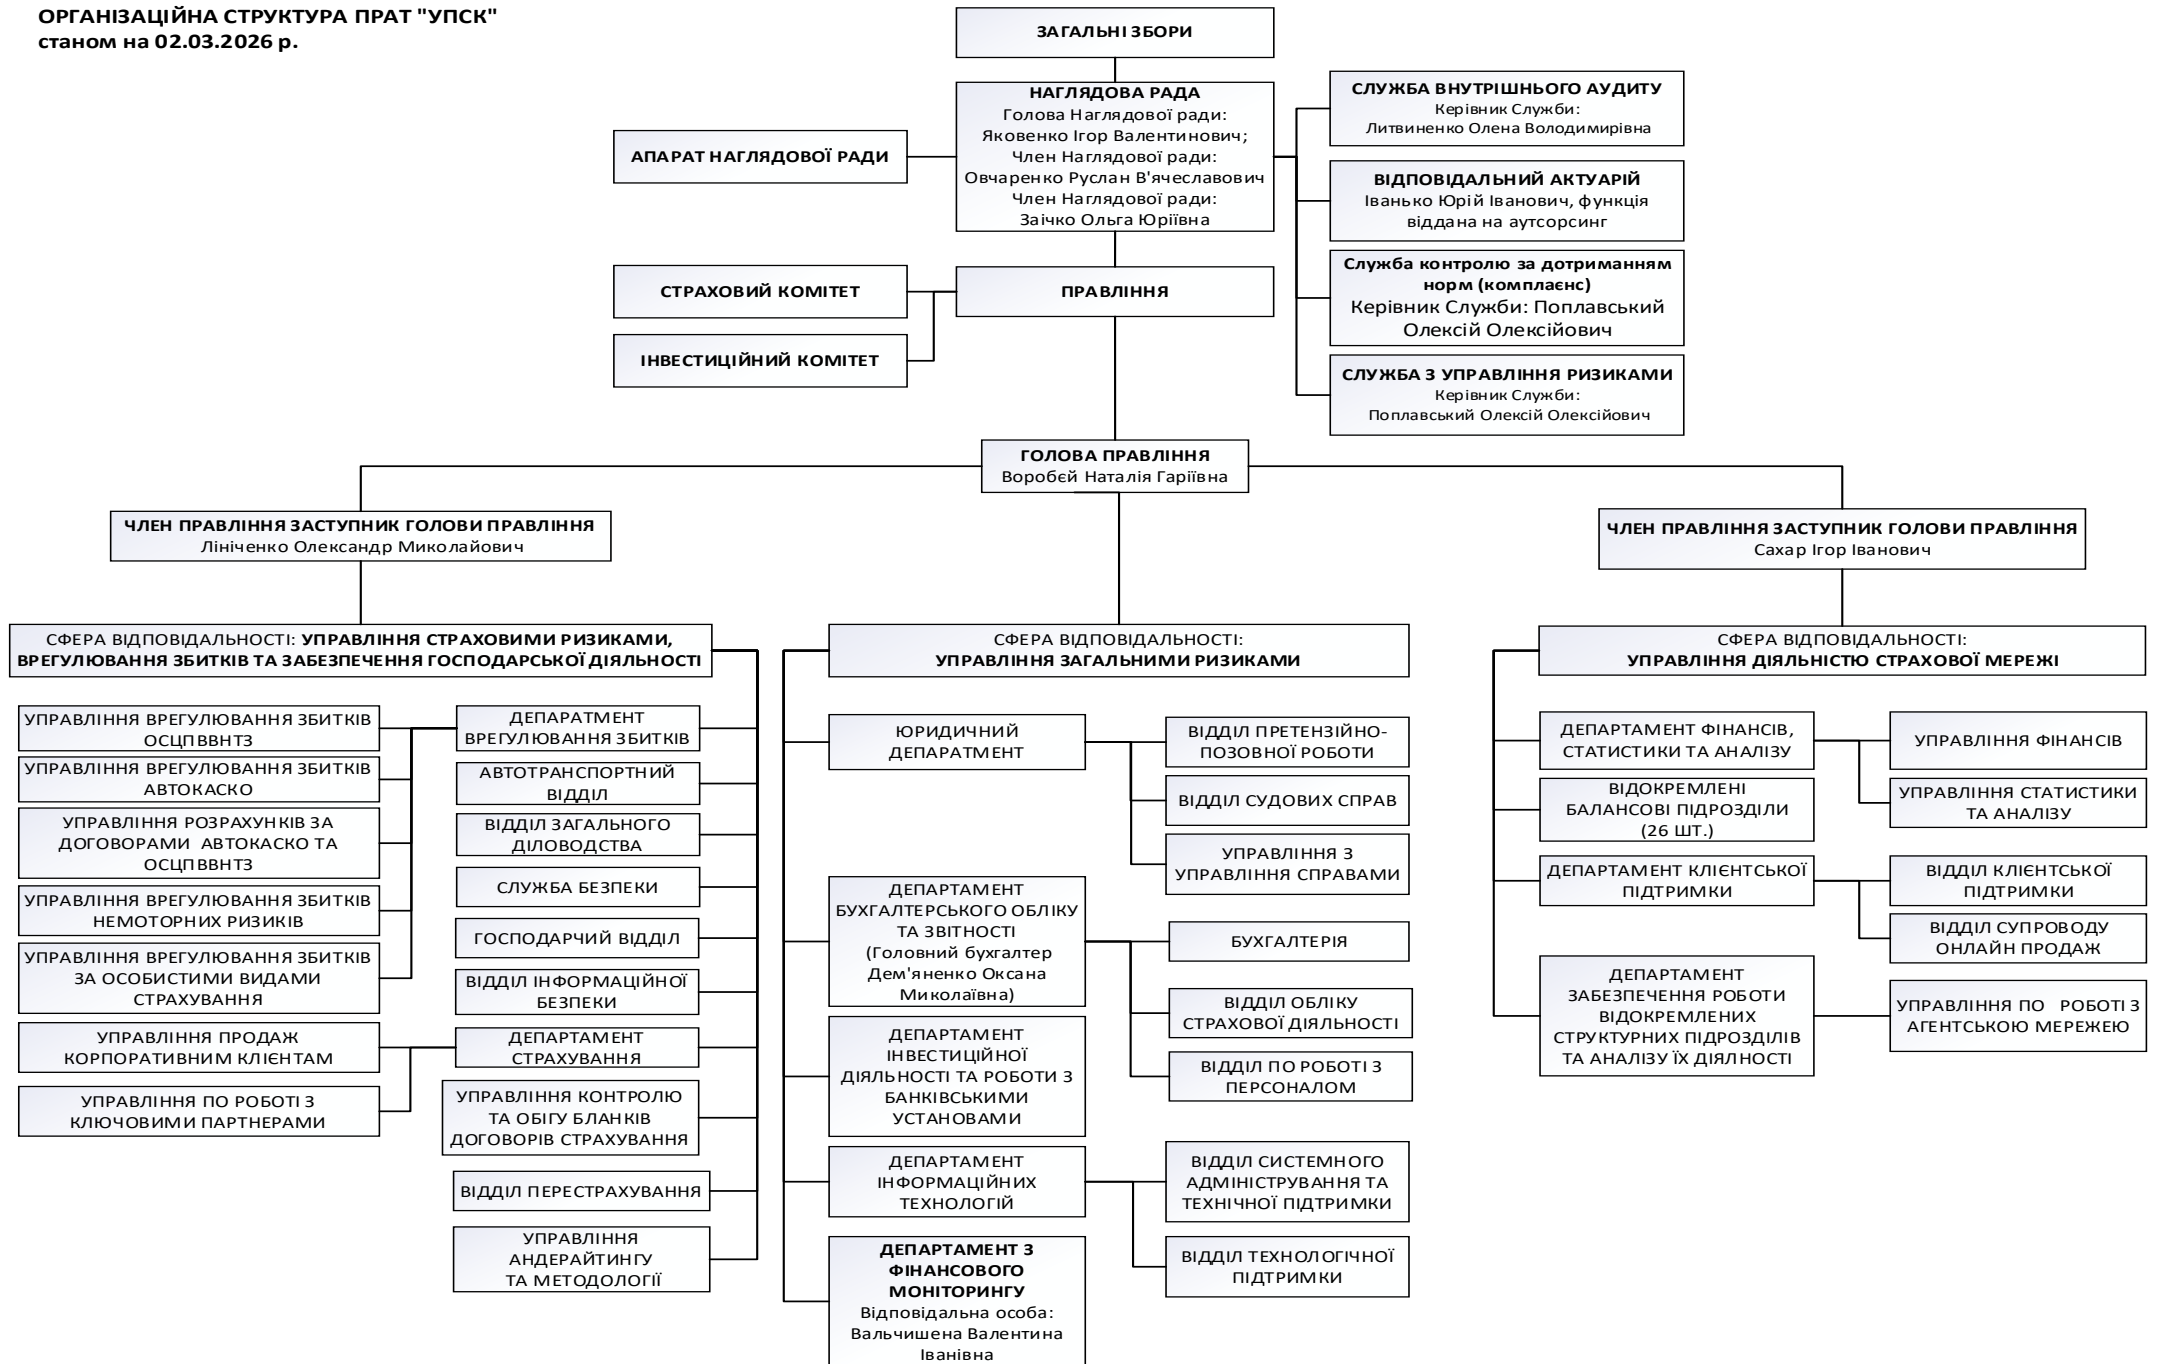 ОРГАНІЗАЦІЙНА СТРУКТУРА ПРАТ "УПСК"
станом на 02.03.2026 р.
ЗАГАЛЬНІ ЗБОРИ
НАГЛЯДОВА РАДА
Голова Наглядової ради:
Яковенко Ігор Валентинович;
Член Наглядової ради:
Овчаренко Руслан В'ячеславович
Член Наглядової ради:
Заічко Ольга Юріївна
АПАРАТ НАГЛЯДОВОЇ РАДИ
СЛУЖБА ВНУТРІШНЬОГО АУДИТУ
Керівник Служби:
Литвиненко Олена Володимирівна
ВІДПОВІДАЛЬНИЙ АКТУАРІЙ
Іванько Юрій Іванович, функція
віддана на аутсорсинг
Служба контролю за дотриманням
норм (комплаєнс)
Керівник Служби: Поплавський
Олексій Олексійович
СЛУЖБА З УПРАВЛІННЯ РИЗИКАМИ
Керівник Служби:
Поплавський Олексій Олексійович
СТРАХОВИЙ КОМІТЕТ
ПРАВЛІННЯ
ІНВЕСТИЦІЙНИЙ КОМІТЕТ
ГОЛОВА ПРАВЛІННЯ
Воробєй Наталія Гаріївна
ЧЛЕН ПРАВЛІННЯ ЗАСТУПНИК ГОЛОВИ ПРАВЛІННЯ
Лініченко Олександр Миколайович
ЧЛЕН ПРАВЛІННЯ ЗАСТУПНИК ГОЛОВИ ПРАВЛІННЯ
Сахар Ігор Іванович
СФЕРА ВІДПОВІДАЛЬНОСТІ: УПРАВЛІННЯ СТРАХОВИМИ РИЗИКАМИ,
ВРЕГУЛЮВАННЯ ЗБИТКІВ ТА ЗАБЕЗПЕЧЕННЯ ГОСПОДАРСЬКОЇ ДІЯЛЬНОСТІ
УПРАВЛІННЯ ВРЕГУЛЮВАННЯ ЗБИТКІВ
ОСЦПВВНТЗ
УПРАВЛІННЯ ВРЕГУЛЮВАННЯ ЗБИТКІВ
АВТОКАСКО
УПРАВЛІННЯ РОЗРАХУНКІВ ЗА
ДОГОВОРАМИ АВТОКАСКО ТА
ОСЦПВВНТЗ
УПРАВЛІННЯ ВРЕГУЛЮВАННЯ ЗБИТКІВ
НЕМОТОРНИХ РИЗИКІВ
УПРАВЛІННЯ ВРЕГУЛЮВАННЯ ЗБИТКІВ
ЗА ОСОБИСТИМИ ВИДАМИ
СТРАХУВАННЯ
УПРАВЛІННЯ ПРОДАЖ
КОРПОРАТИВНИМ КЛІЄНТАМ
УПРАВЛІННЯ ПО РОБОТІ З
КЛЮЧОВИМИ ПАРТНЕРАМИ
ДЕПАРАТМЕНТ
ВРЕГУЛЮВАННЯ ЗБИТКІВ
АВТОТРАНСПОРТНИЙ
ВІДДІЛ
ВІДДІЛ ЗАГАЛЬНОГО
ДІЛОВОДСТВА
СЛУЖБА БЕЗПЕКИ
ГОСПОДАРЧИЙ ВІДДІЛ
ВІДДІЛ ІНФОРМАЦІЙНОЇ
БЕЗПЕКИ
ДЕПАРТАМЕНТ
СТРАХУВАННЯ
УПРАВЛІННЯ КОНТРОЛЮ
ТА ОБІГУ БЛАНКІВ
ДОГОВОРІВ СТРАХУВАННЯ
ВІДДІЛ ПЕРЕСТРАХУВАННЯ
УПРАВЛІННЯ
АНДЕРАЙТИНГУ
ТА МЕТОДОЛОГІЇ
СФЕРА ВІДПОВІДАЛЬНОСТІ:
УПРАВЛІННЯ ЗАГАЛЬНИМИ РИЗИКАМИ
ЮРИДИЧНИЙ
ДЕПАРАТМЕНТ
ДЕПАРТАМЕНТ
БУХГАЛТЕРСЬКОГО ОБЛІКУ
ТА ЗВІТНОСТІ
(Головний бухгалтер
Дем'яненко Оксана
Миколаївна)
ДЕПАРТАМЕНТ
ІНВЕСТИЦІЙНОЇ
ДІЯЛЬНОСТІ ТА РОБОТИ З
БАНКІВСЬКИМИ
УСТАНОВАМИ
ДЕПАРТАМЕНТ
ІНФОРМАЦІЙНИХ
ТЕХНОЛОГІЙ
ДЕПАРТАМЕНТ З
ФІНАНСОВОГО
МОНІТОРИНГУ
Відповідальна особа:
Вальчишена Валентина
Іванівна
ВІДДІЛ ПРЕТЕНЗІЙНО-
ПОЗОВНОЇ РОБОТИ
ВІДДІЛ СУДОВИХ СПРАВ
УПРАВЛІННЯ З
УПРАВЛІННЯ СПРАВАМИ
БУХГАЛТЕРІЯ
ВІДДІЛ ОБЛІКУ
СТРАХОВОЇ ДІЯЛЬНОСТІ
ВІДДІЛ ПО РОБОТІ З
ПЕРСОНАЛОМ
ВІДДІЛ СИСТЕМНОГО
АДМІНІСТРУВАННЯ ТА
ТЕХНІЧНОЇ ПІДТРИМКИ
ВІДДІЛ ТЕХНОЛОГІЧНОЇ
ПІДТРИМКИ
СФЕРА ВІДПОВІДАЛЬНОСТІ:
УПРАВЛІННЯ ДІЯЛЬНІСТЮ СТРАХОВОЇ МЕРЕЖІ
ДЕПАРТАМЕНТ ФІНАНСІВ,
СТАТИСТИКИ ТА АНАЛІЗУ
ВІДОКРЕМЛЕНІ
БАЛАНСОВІ ПІДРОЗДІЛИ
(26 ШТ.)
ДЕПАРТАМЕНТ КЛІЄНТСЬКОЇ
ПІДТРИМКИ
ДЕПАРТАМЕНТ
ЗАБЕЗПЕЧЕННЯ РОБОТИ
ВІДОКРЕМЛЕНИХ
СТРУКТУРНИХ ПІДРОЗДІЛІВ
ТА АНАЛІЗУ ЇХ ДІЯЛНОСТІ
УПРАВЛІННЯ ФІНАНСІВ
УПРАВЛІННЯ СТАТИСТИКИ
ТА АНАЛІЗУ
ВІДДІЛ КЛІЄНТСЬКОЇ
ПІДТРИМКИ
ВІДДІЛ СУПРОВОДУ
ОНЛАЙН ПРОДАЖ
УПРАВЛІННЯ ПО РОБОТІ З
АГЕНТСЬКОЮ МЕРЕЖЕЮ